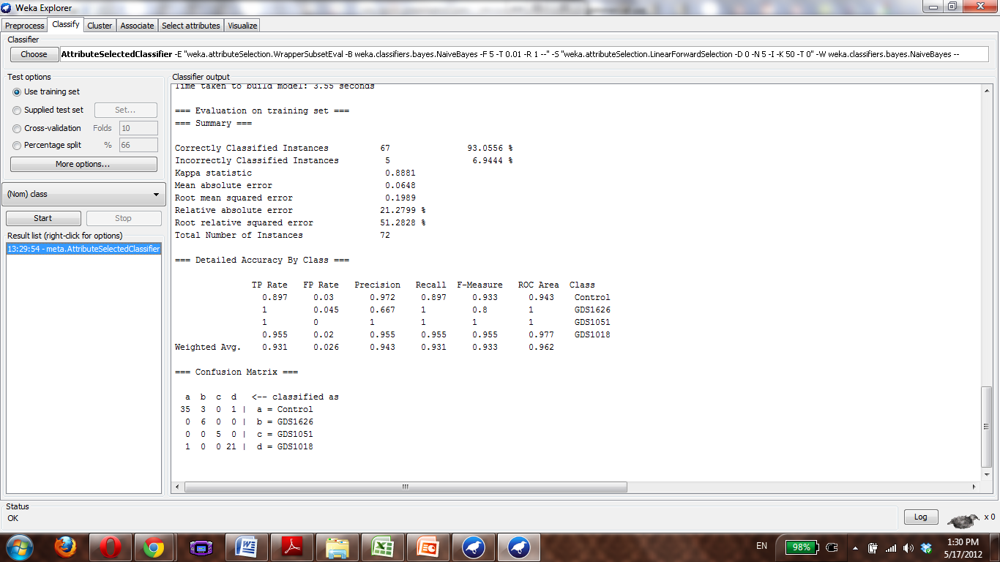 Weka Explorer
Preprocess Classify Cluster Associate Select attributes Visualize
Classifier
Choose AttributeSelectedClassifier -E "weka.attributeSelection.WrapperSubsetEval -B weka.classifiers.bayes.NaiveBayes -F 5 -T 0.01 -R 1 --" -S "weka.attributeSelection.LinearForwardSelection -D 0 -N 5 -I -K 50 -T 0" -W weka.classifiers.bayes.NaiveBayes --
Test options
Use training set
Supplied test set Set...
Cross-validation Folds 10
Percentage split % 66
More options...
(Nom) class
Start Stop
Result list (right-click for options)
13:29:54 - meta.AttributeSelectedClassifier
Classifier output
Time taken to build model: 3.55 seconds
=== Evaluation on training set ===
=== Summary ===
Correctly Classified Instances 67 93.0556 %
Incorrectly Classified Instances 5 6.9444 %
Kappa statistic 0.8881
Mean absolute error 0.0648
Root mean squared error 0.1989
Relative absolute error 21.2799 %
Root relative squared error 51.2828 %
Total Number of Instances 72
=== Detailed Accuracy By Class ===
TP Rate FP Rate Precision Recall F-Measure ROC Area Class
0.897 0.03 0.972 0.897 0.933 0.943 Control
1 0.045 0.667 1 0.8 1 GDS1626
1 0 1 1 1 1 GDS1051
0.955 0.02 0.955 0.955 0.955 0.977 GDS1018
Weighted Avg. 0.931 0.026 0.943 0.931 0.933 0.962
=== Confusion Matrix ===
a b c d <-- classified as
35 3 0 1 | a = Control
0 6 0 0 | b = GDS1626
0 0 5 0 | c = GDS1051
1 0 0 21 | d = GDS1018
Status
OK
Log x 0
EN 98% 1:30 PM
5/17/2012